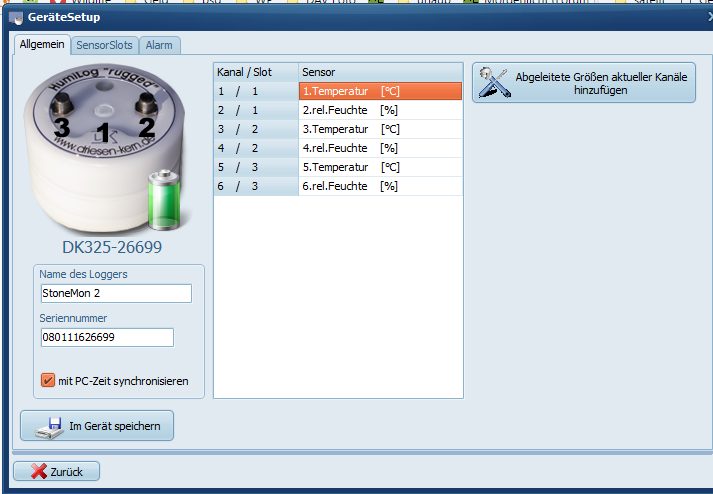 GeräteSetup
Allgemein
SensorSlots
Alarm
HumiLog "rugged"
3 1 2
www.driesen-kern.de
DK325-26699
Name des Loggers
StoneMon 2
Seriennummer
080111626699
mit PC-Zeit synchronisieren
Im Gerät speichern
Kanal / Slot Sensor
1 / 1 1.Temperatur [°C]
2 / 1 2.rel.Feuchte [%]
3 / 2 3.Temperatur [°C]
4 / 2 4.rel.Feuchte [%]
5 / 3 5.Temperatur [°C]
6 / 3 6.rel.Feuchte [%]
Abgeleitete Größen aktueller Kanäle
hinzufügen
Zurück